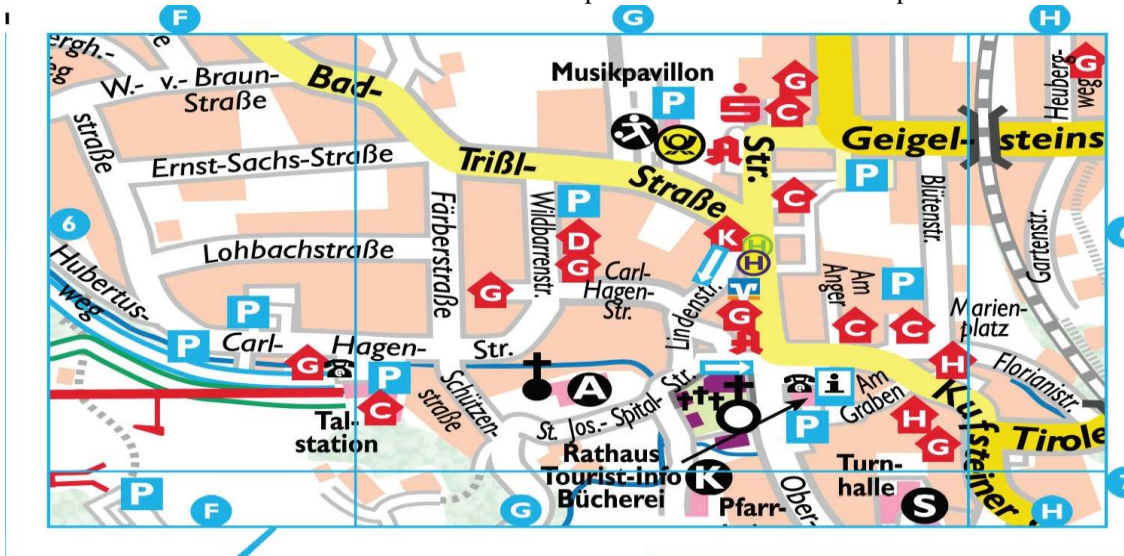 F
G
H
ergh.-
W.- v.- Braun-
Straße
straße
Ernst-Sachs-Straße
Lohbachstraße
Bad-
Trißl-
Straße
Str.
Musikpavillon
P
S
G
C
A
Geigel-
steins
Heuberg-
weg
G
P
C
Blütenstr.
Gartenstr.
6
Hubertus-
weg
Färberstraße
Wildbarrenstr.
P
D
G
G
Carl-
Hagen-
Str.
Lindenstr.
K
H
H
G
A
Am
Anger
Am
P
C
C
Marien-
platz
H
Florianistr.
P
P
Carl-
Hagen-
Str.
G
P
C
Tal-
station
Schützen-
straße
A
St. Jos.- Spital-
Str.
i
Am
Graben
P
H
G
Kufsteiner
Tirole
Rathaus
Tourist-info
Bücherei
K
Pfarr-
Ober-
Turn-
halle
S
P
F
G
H